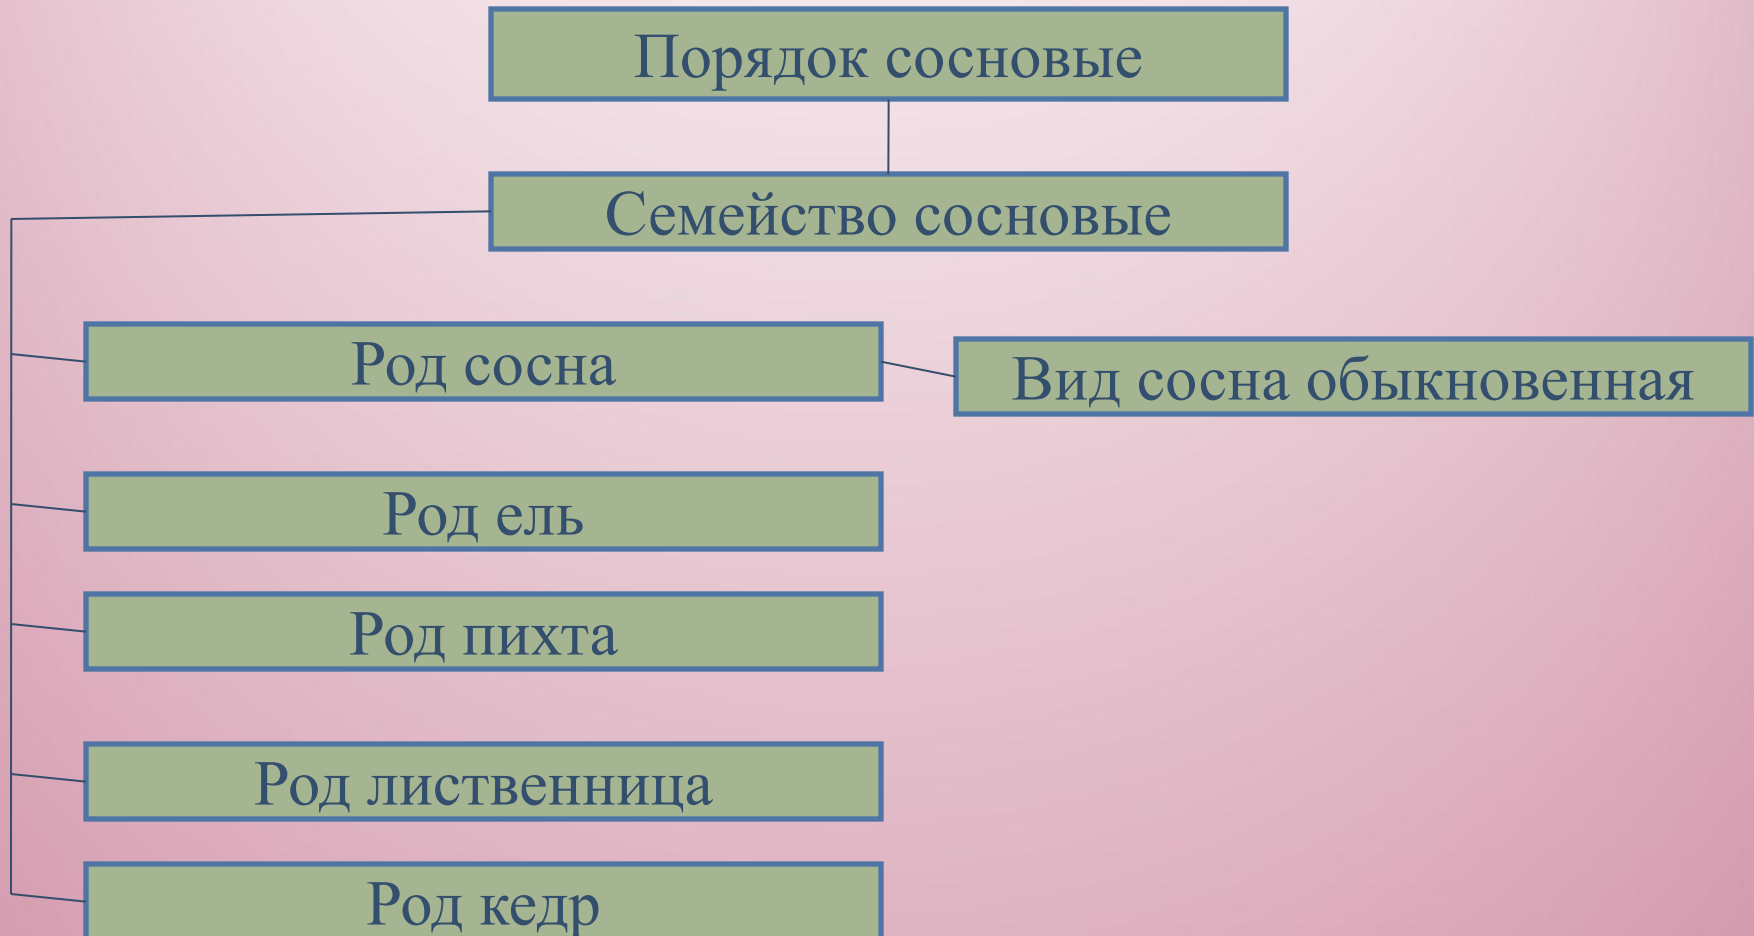 Порядок сосновые
Семейство сосновые
Род сосна
Вид сосна обыкновенная
Род ель
Род пихта
Род лиственница
Род кедр